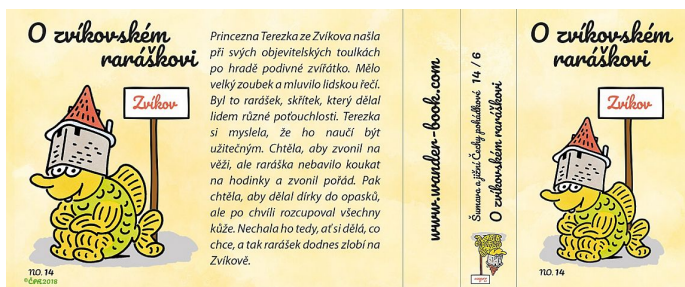 O zvíkovském
raráškovi
Zvíkov
NO. 14
©ČPR2018
Princezna Terezka ze Zvíkova našla
při svých objevitelských toulkách
po hradě podivné zvířátko. Mělo
velký zoubek a mluvilo lidskou řečí.
Byl to rarášek, skřítek, který dělal
lidem různé poťouchlosti. Terezka
si myslela, že ho naučí být
užitečným. Chtěla, aby zvonil na
věži, ale raráška nebavilo koukat
na hodinky a zvonil pořád. Pak
chtěla, aby dělal dírky do opasků,
ale po chvíli rozcupoval všechny
kůže. Nechala ho tedy, ať si dělá, co
chce, a tak rarášek dodnes zlobí na
Zvíkově.
www.wander-book.com
Šumava a jižní Čechy pohádkové 14 / 6
O zvíkovském raráškovi
Zvíkov
O zvíkovském
raráškovi
Zvíkov
NO. 14